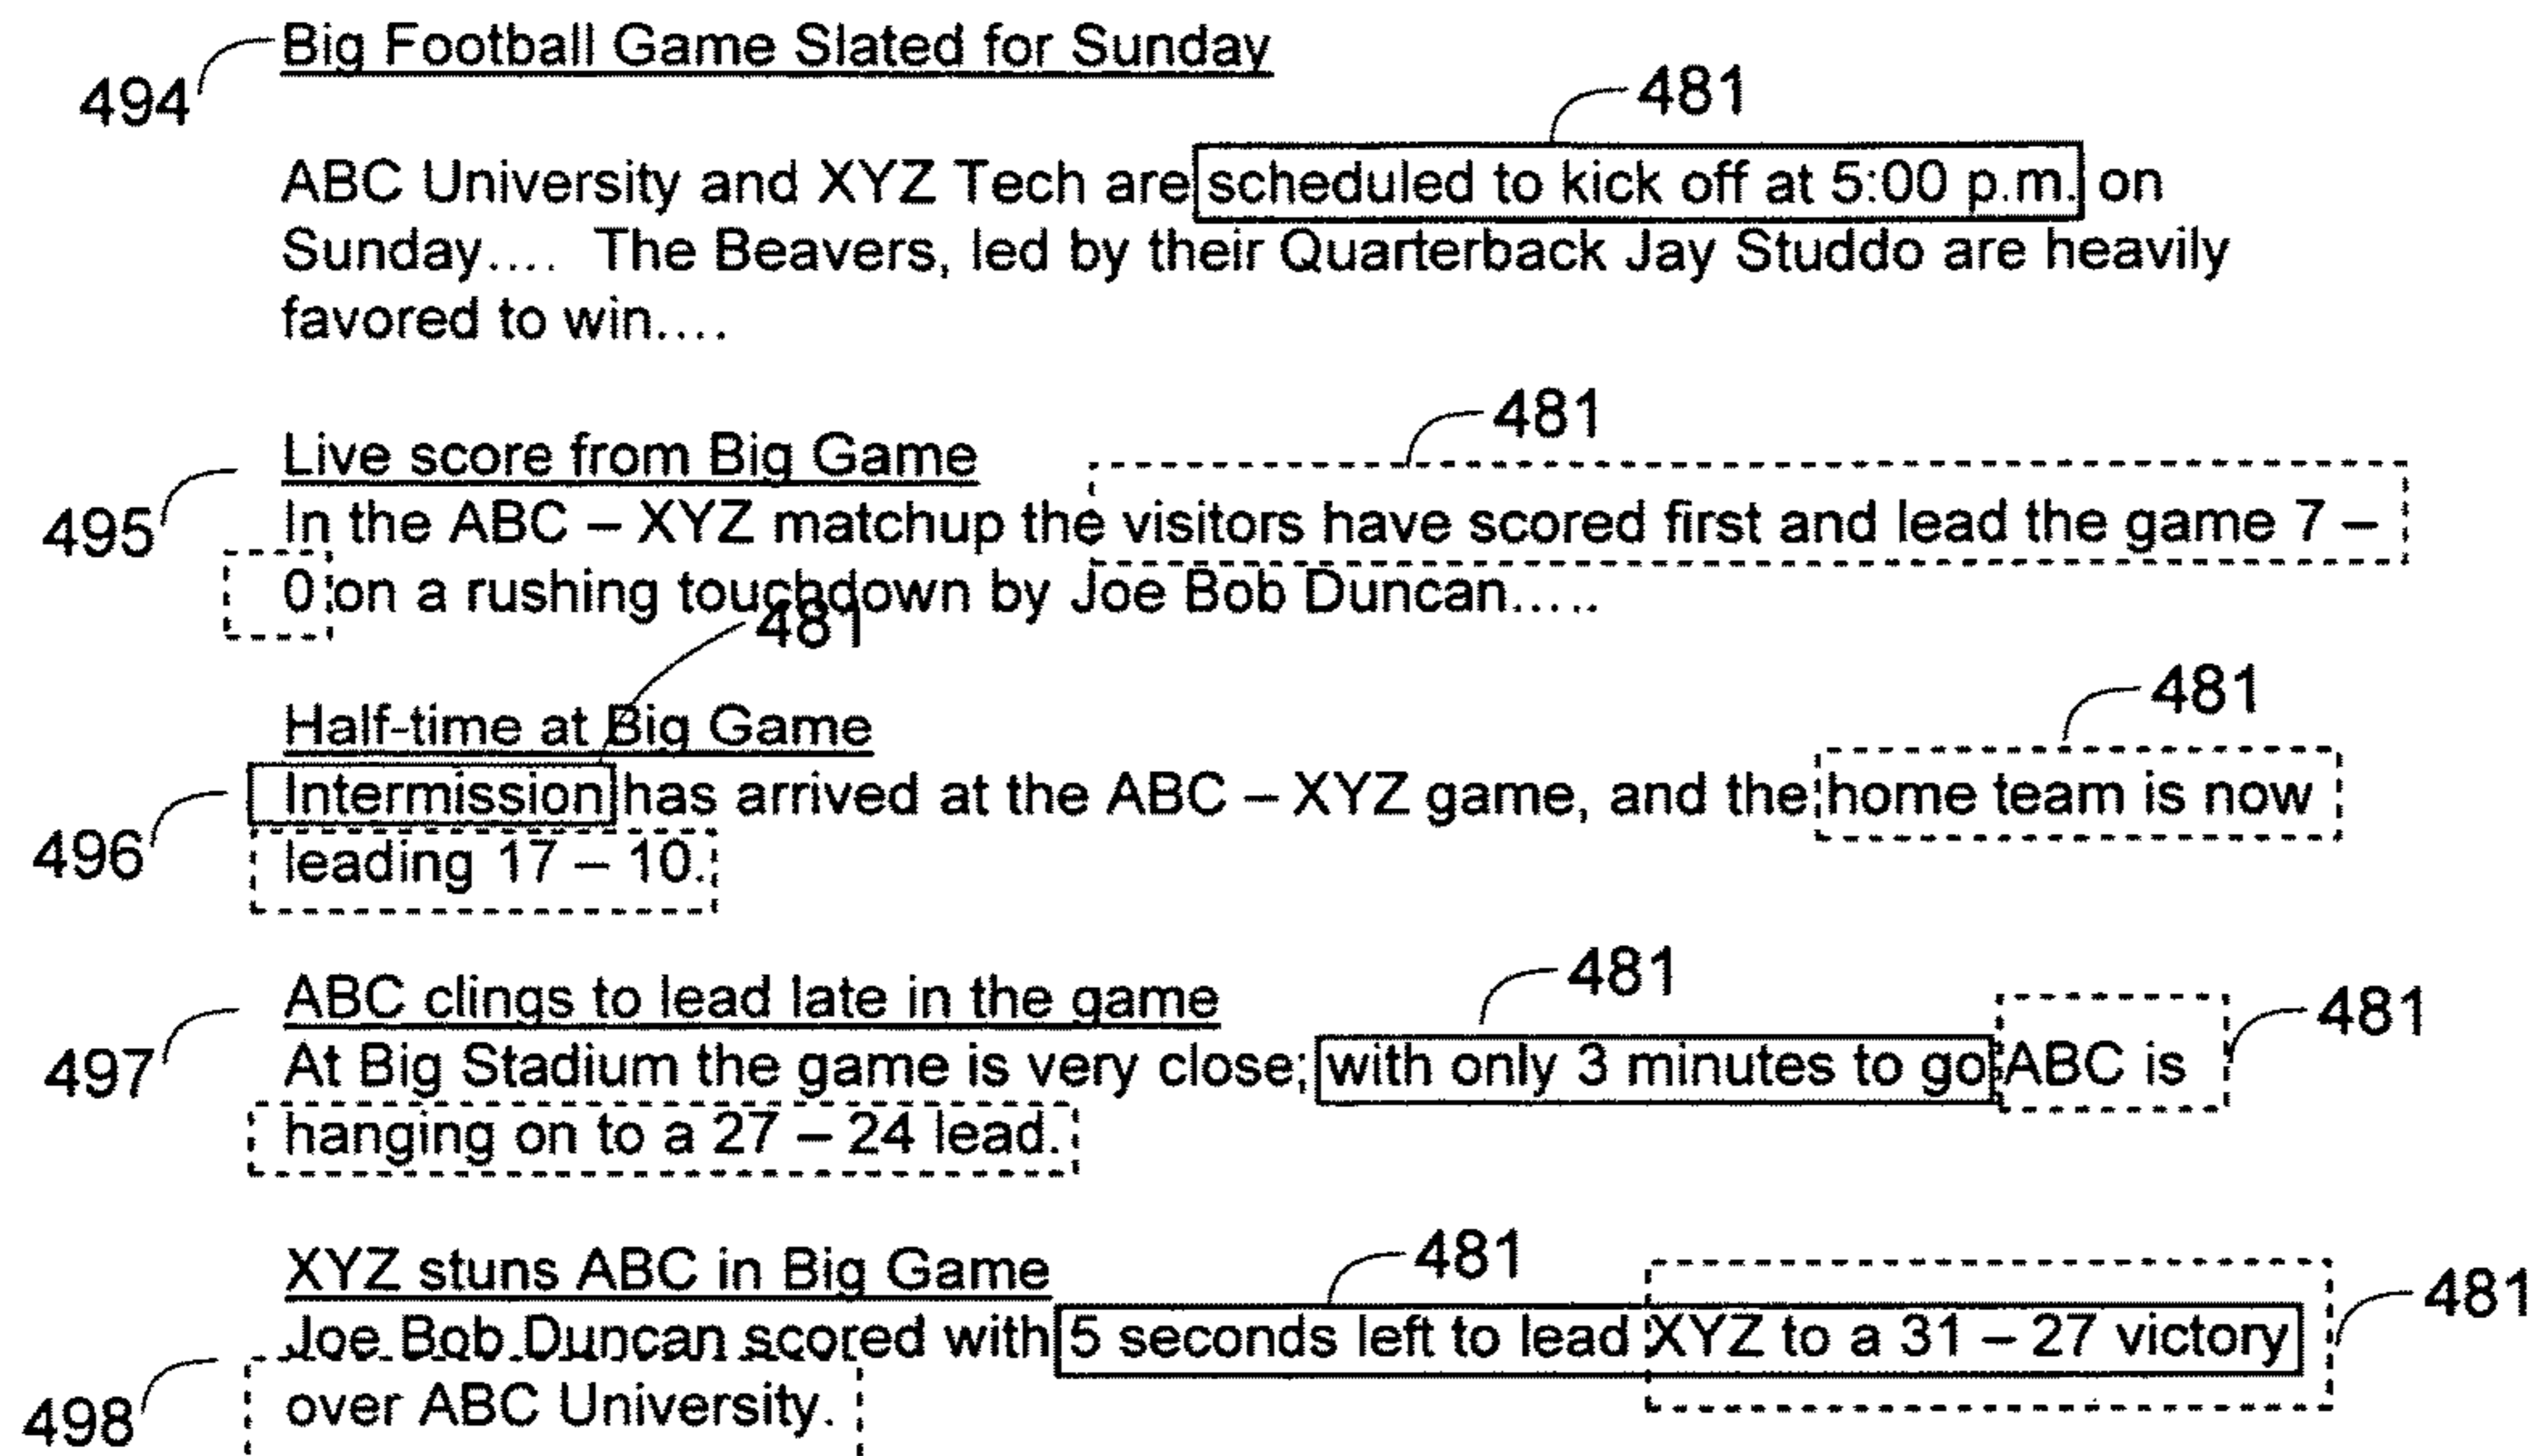 Big Football Game Slated for Sunday
494
481
ABC University and XYZ Tech are scheduled to kick off at 5:00 p.m. on
Sunday.... The Beavers, led by their Quarterback Jay Studdo are heavily
favored to win....
481
Live score from Big Game
495
In the ABC – XYZ matchup the visitors have scored first and lead the game 7 –
0 on a rushing touchdown by Joe Bob Duncan.....
481
481
Half-time at Big Game
Intermission has arrived at the ABC – XYZ game, and the home team is now
496
leading 17 – 10.
481
ABC clings to lead late in the game
481
497
At Big Stadium the game is very close; with only 3 minutes to go ABC is
hanging on to a 27 – 24 lead.
481
XYZ stuns ABC in Big Game
481
Joe Bob Duncan scored with 5 seconds left to lead XYZ to a 31 – 27 victory
498
over ABC University.